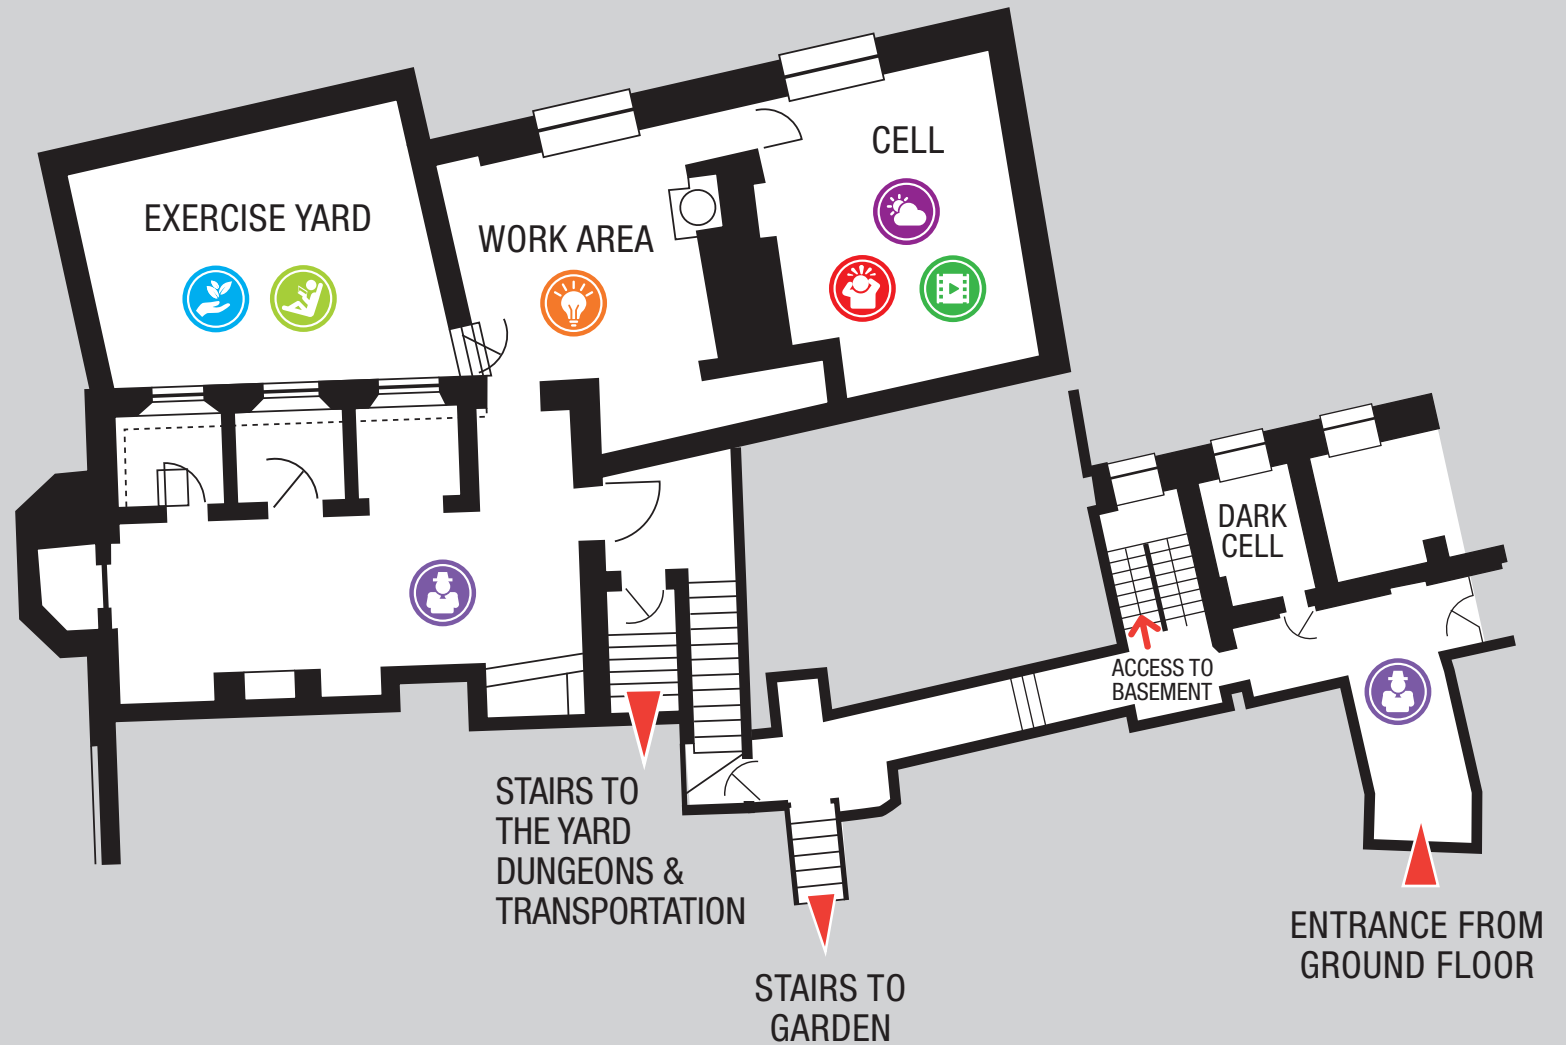 CELL
EXERCISE YARD
WORK AREA
DARK
CELL
ACCESS TO
BASEMENT
STAIRS TO
THE YARD
DUNGEONS &
TRANSPORTATION
ENTRANCE FROM
GROUND FLOOR
STAIRS TO
GARDEN